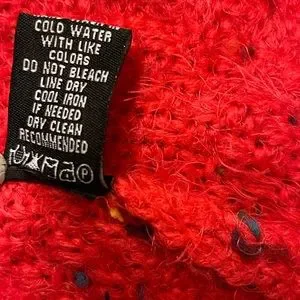 COLD WATER
WITH LIKE
COLORS
DO NOT BLEACH
LINE DRY
COOL IRON
IF NEEDED
DRY CLEAN
RECOMMENDED
P